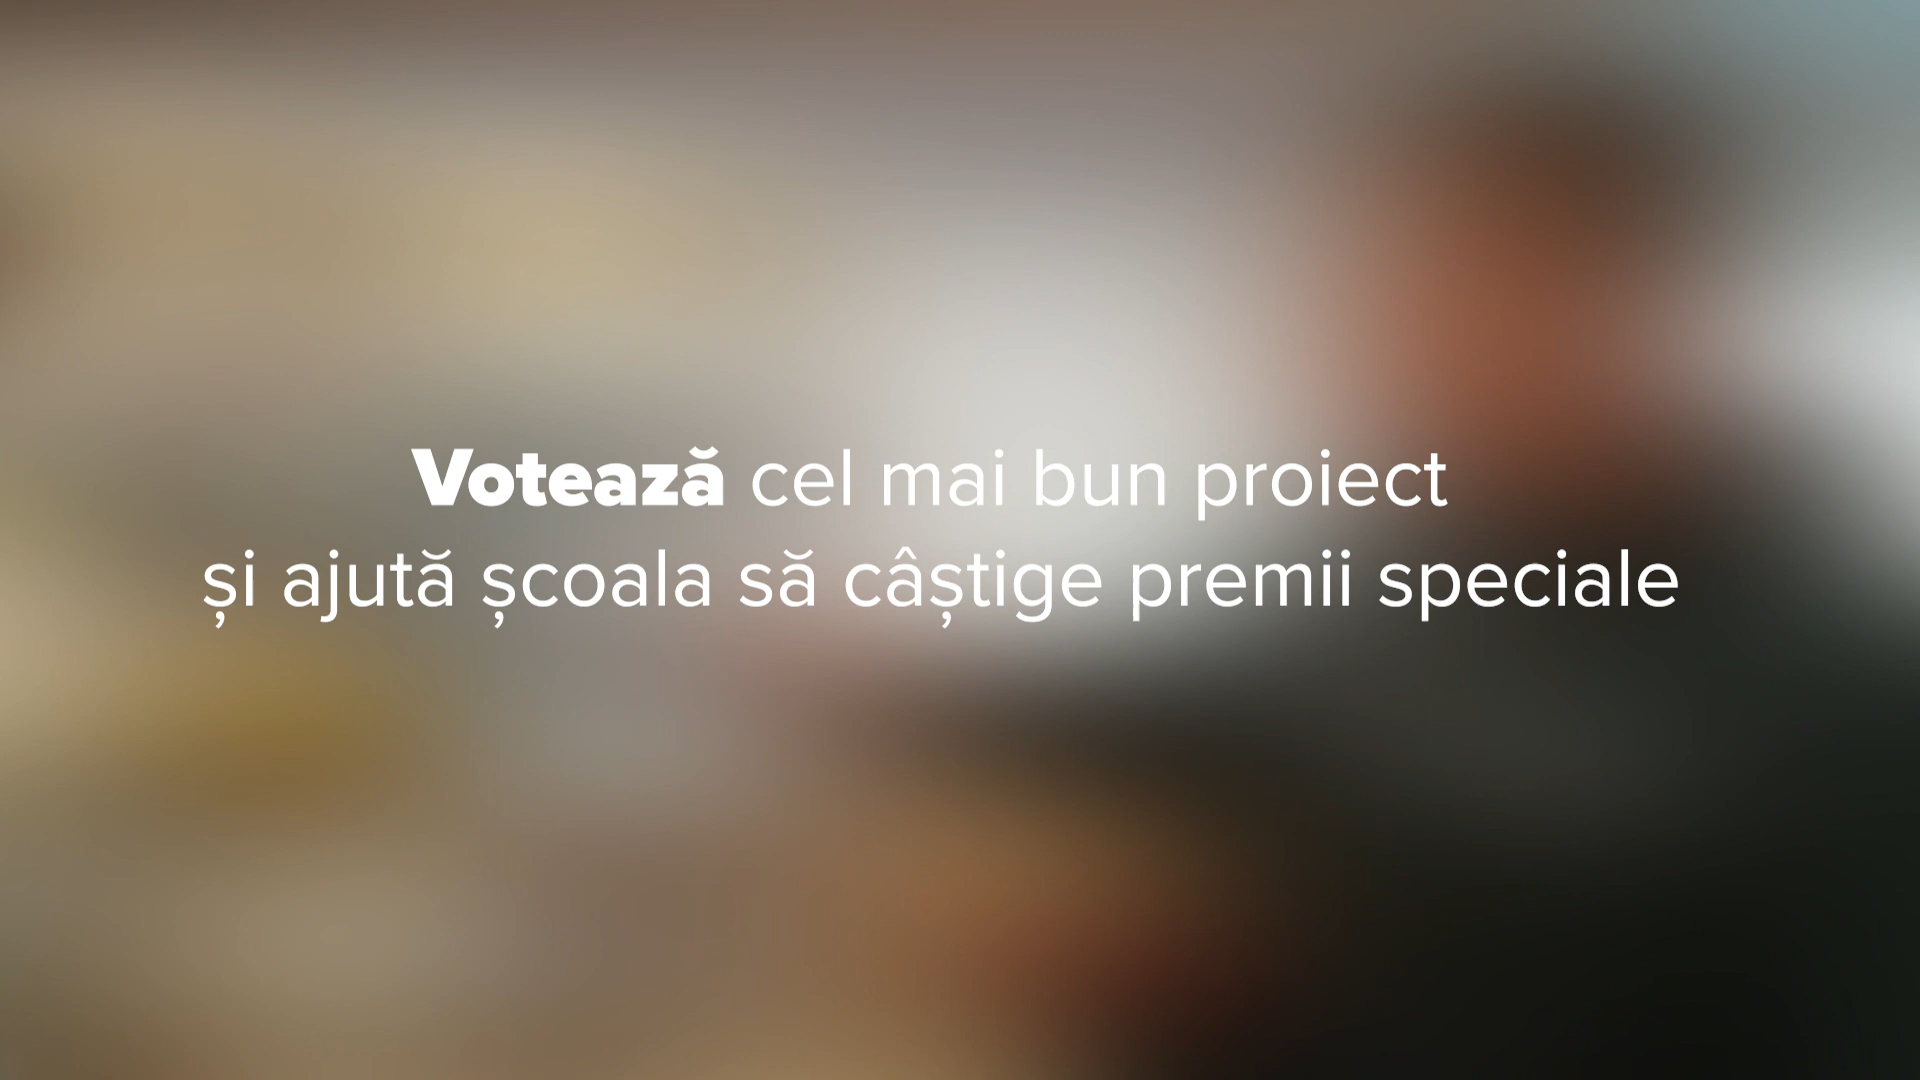 Votează cel mai bun proiect
și ajută școala să câștige premii speciale